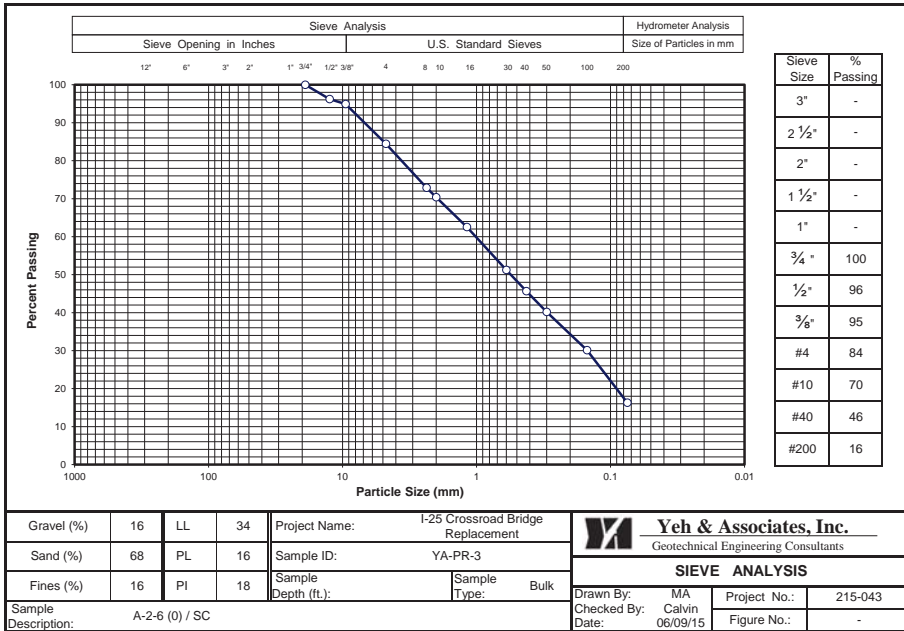 Sieve Analysis
Hydrometer Analysis
Sieve Opening in Inches
U.S. Standard Sieves
Size of Particles in mm
12" 6" 3" 2" 1" 3/4" 1/2" 3/8" 4 8 10 16 30 40 50 100 200
100
90
80
70
60
50
40
30
20
10
0
Percent Passing
1000 100 10 1 0.1 0.01
Particle Size (mm)
Sieve Size % Passing
3" -
2 ½" -
2" -
1 ½" -
1" -
¾ " 100
½" 96
⅜" 95
#4 84
#10 70
#40 46
#200 16
Gravel (%) 16 LL 34 Project Name: I-25 Crossroad Bridge Replacement
Sand (%) 68 PL 16 Sample ID: YA-PR-3
Fines (%) 16 PI 18 Sample Depth (ft.): Sample Type: Bulk
Sample Description: A-2-6 (0) / SC
Yeh & Associates, Inc.
Geotechnical Engineering Consultants
SIEVE ANALYSIS
Drawn By: MA
Checked By: Calvin
Date: 06/09/15
Project No.: 215-043
Figure No.: -